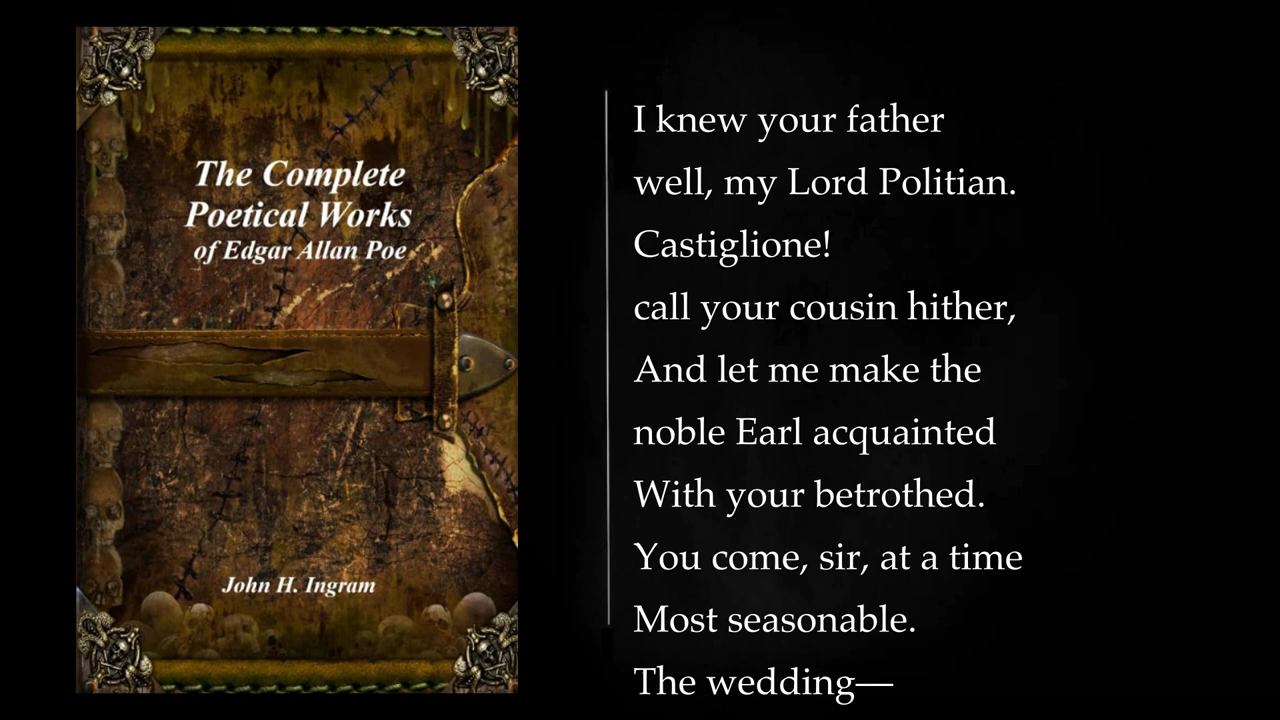 The Complete
Poetical Works
of Edgar Allan Poe
John H. Ingram
I knew your father
well, my Lord Politian.
Castiglione!
call your cousin hither,
And let me make the
noble Earl acquainted
With your betrothed.
You come, sir, at a time
Most seasonable.
The wedding—